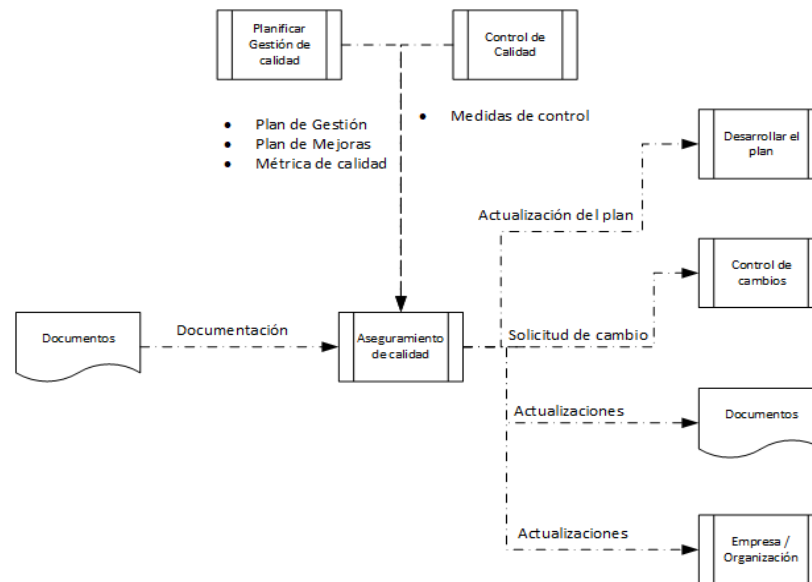 Planificar
Gestión de
calidad
Control de
Calidad
• Plan de Gestión
• Plan de Mejoras
• Métrica de calidad
• Medidas de control
Desarrollar el
plan
Actualización del plan
Control de
cambios
Documentos
Documentación
Aseguramiento
de calidad
Solicitud de cambio
Actualizaciones
Documentos
Actualizaciones
Empresa /
Organización